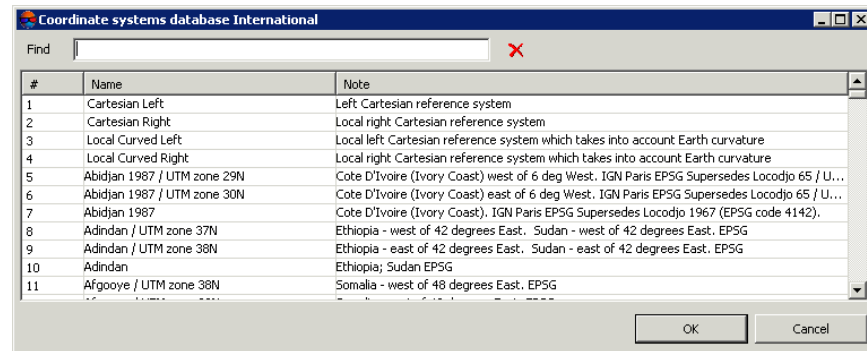 Coordinate systems database International
Find
# Name Note
1 Cartesian Left Left Cartesian reference system
2 Cartesian Right Local right Cartesian reference system
3 Local Curved Left Local left Cartesian reference system which takes into account Earth curvature
4 Local Curved Right Local right Cartesian reference system which takes into account Earth curvature
5 Abidjan 1987 / UTM zone 29N Cote D'Ivoire (Ivory Coast) west of 6 deg West. IGN Paris EPSG Supersedes Locodjo 65 / U...
6 Abidjan 1987 / UTM zone 30N Cote D'Ivoire (Ivory Coast) east of 6 deg West. IGN Paris EPSG Supersedes Locodjo 65 / U...
7 Abidjan 1987 Cote D'Ivoire (Ivory Coast). IGN Paris EPSG Supersedes Locodjo 1967 (EPSG code 4142).
8 Adindan / UTM zone 37N Ethiopia - west of 42 degrees East. Sudan - west of 42 degrees East. EPSG
9 Adindan / UTM zone 38N Ethiopia - east of 42 degrees East. Sudan - east of 42 degrees East. EPSG
10 Adindan Ethiopia; Sudan EPSG
11 Afgooye / UTM zone 38N Somalia - west of 48 degrees East. EPSG
OK Cancel